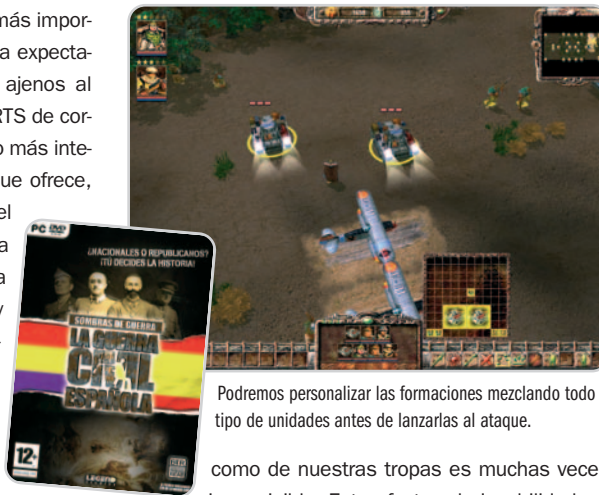 más impor-
a expecta-
ajenos al
RTS de cor-
o más inte-
ue ofrece,
el
a
a
y
-
PC DVD
¿NACIONALES O REPUBLICANOS?
¡TÚ DECIDES LA HISTORIA!
SOMBRAS DE GUERRA
LA GUERRA
CIVIL
ESPAÑOLA
12+
legend
Podremos personalizar las formaciones mezclando todo
tipo de unidades antes de lanzarlas al ataque.
como de nuestras tropas es muchas vece